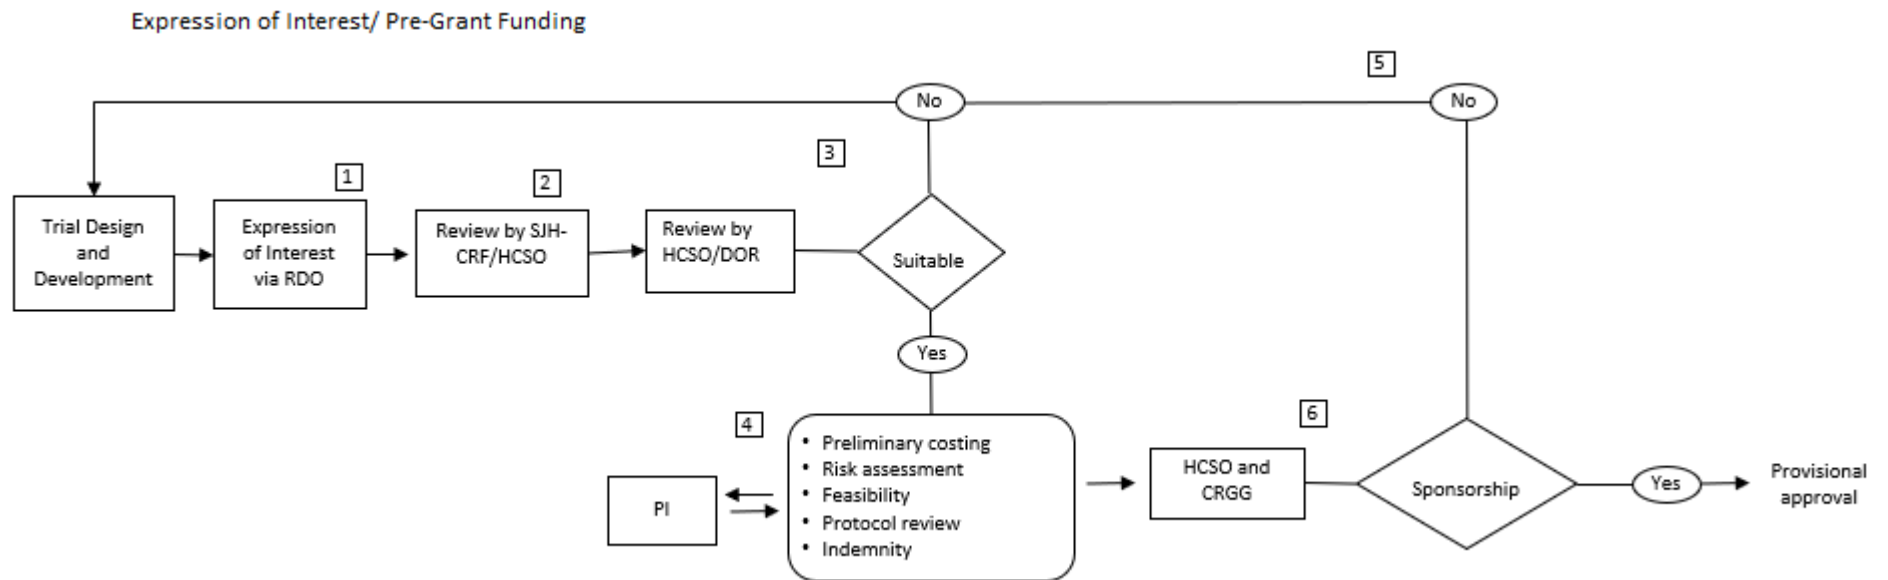 Expression of Interest/ Pre-Grant Funding
5
No
No
3
1
2
Trial Design
and
Development
Expression
of Interest
via RDO
Review by SJH-
CRF/HCSO
Review by
HCSO/DOR
Suitable
Yes
4
• Preliminary costing
• Risk assessment
• Feasibility
• Protocol review
• Indemnity
PI
6
HCSO and
CRGG
Sponsorship
Yes
Provisional
approval